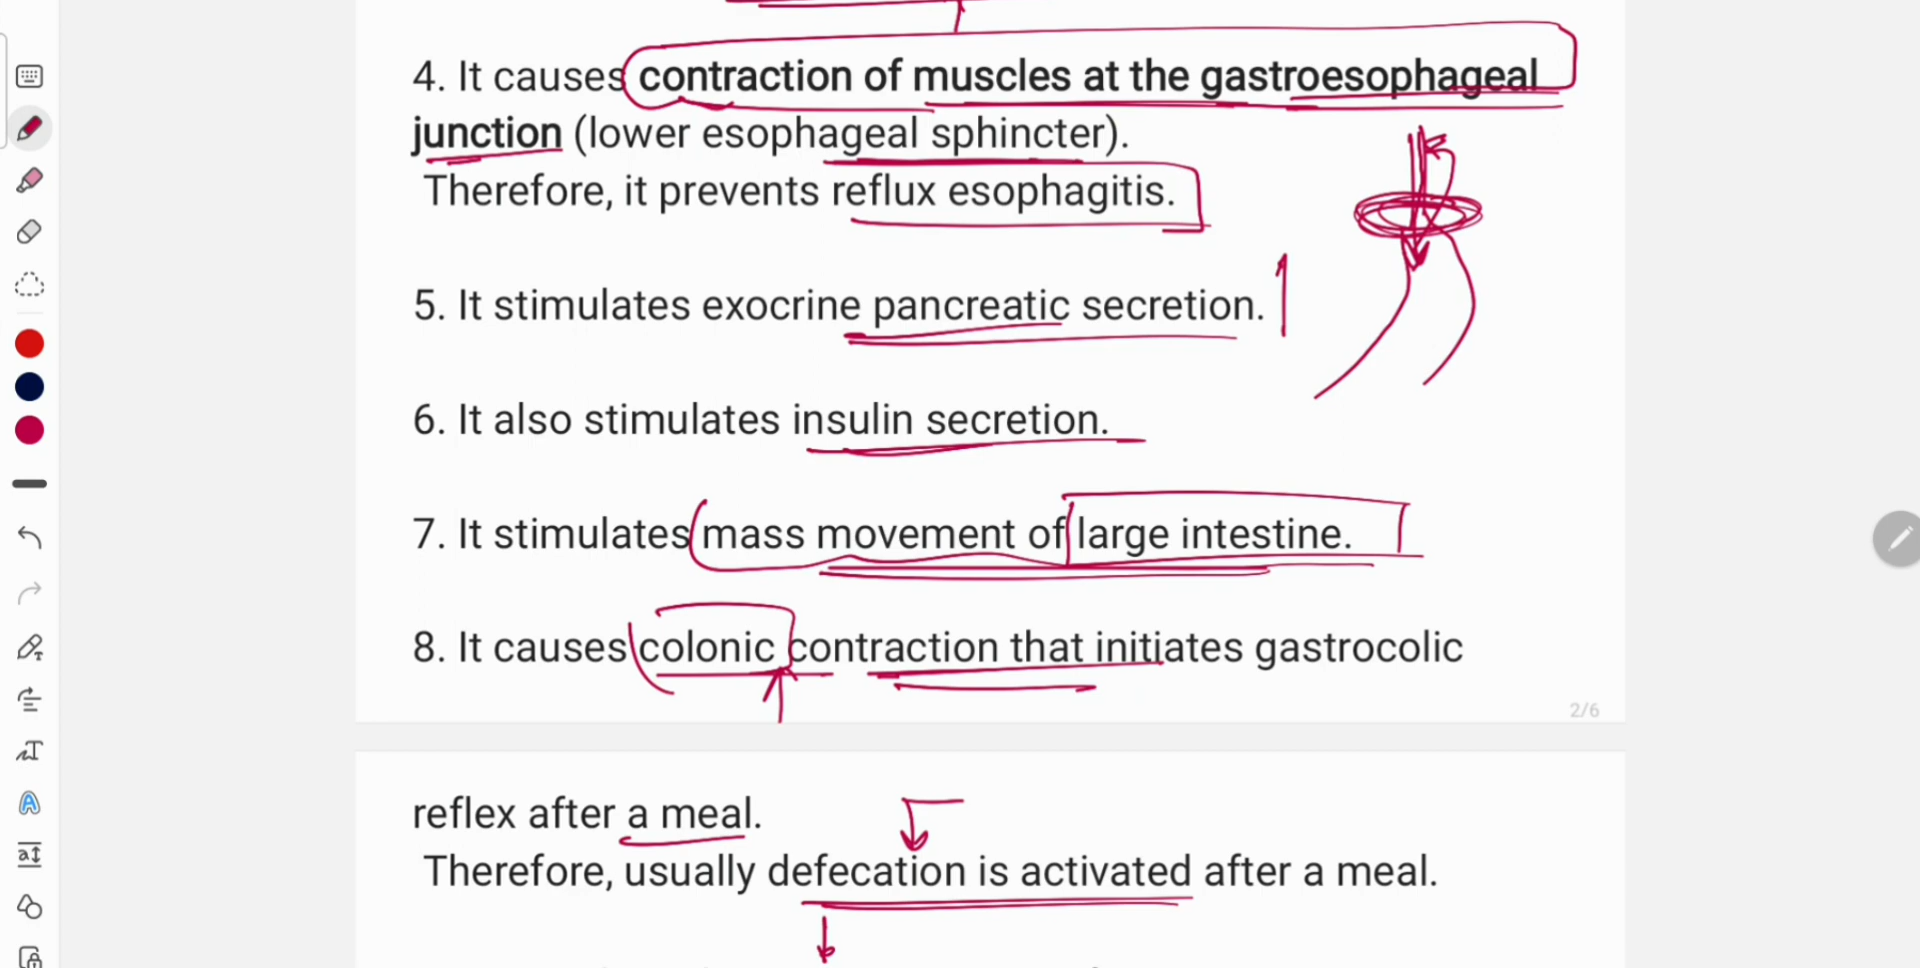 4. It causes contraction of muscles at the gastroesophageal
junction (lower esophageal sphincter).
Therefore, it prevents reflux esophagitis.
5. It stimulates exocrine pancreatic secretion.
6. It also stimulates insulin secretion.
7. It stimulates mass movement of large intestine.
8. It causes colonic contraction that initiates gastrocolic
2/6
reflex after a meal.
Therefore, usually defecation is activated after a meal.